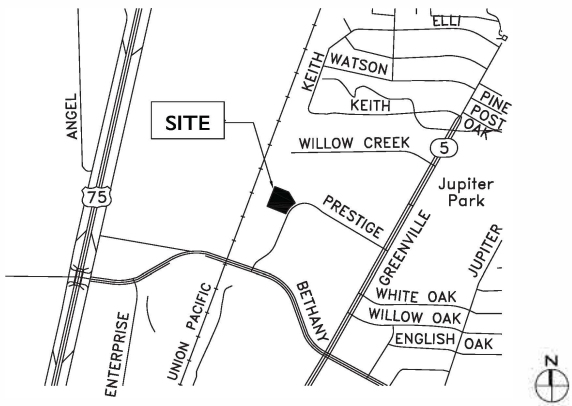 ELLI
WATSON
KEITH
KEITH
PINE
POST
OAK
ANGEL
SITE
WILLOW CREEK
5
75
Jupiter
Park
PRESTIGE
GREENVILLE
JUPITER
UNION PACIFIC
BETHANY
WHITE OAK
WILLOW OAK
ENGLISH OAK
ENTERPRISE
N